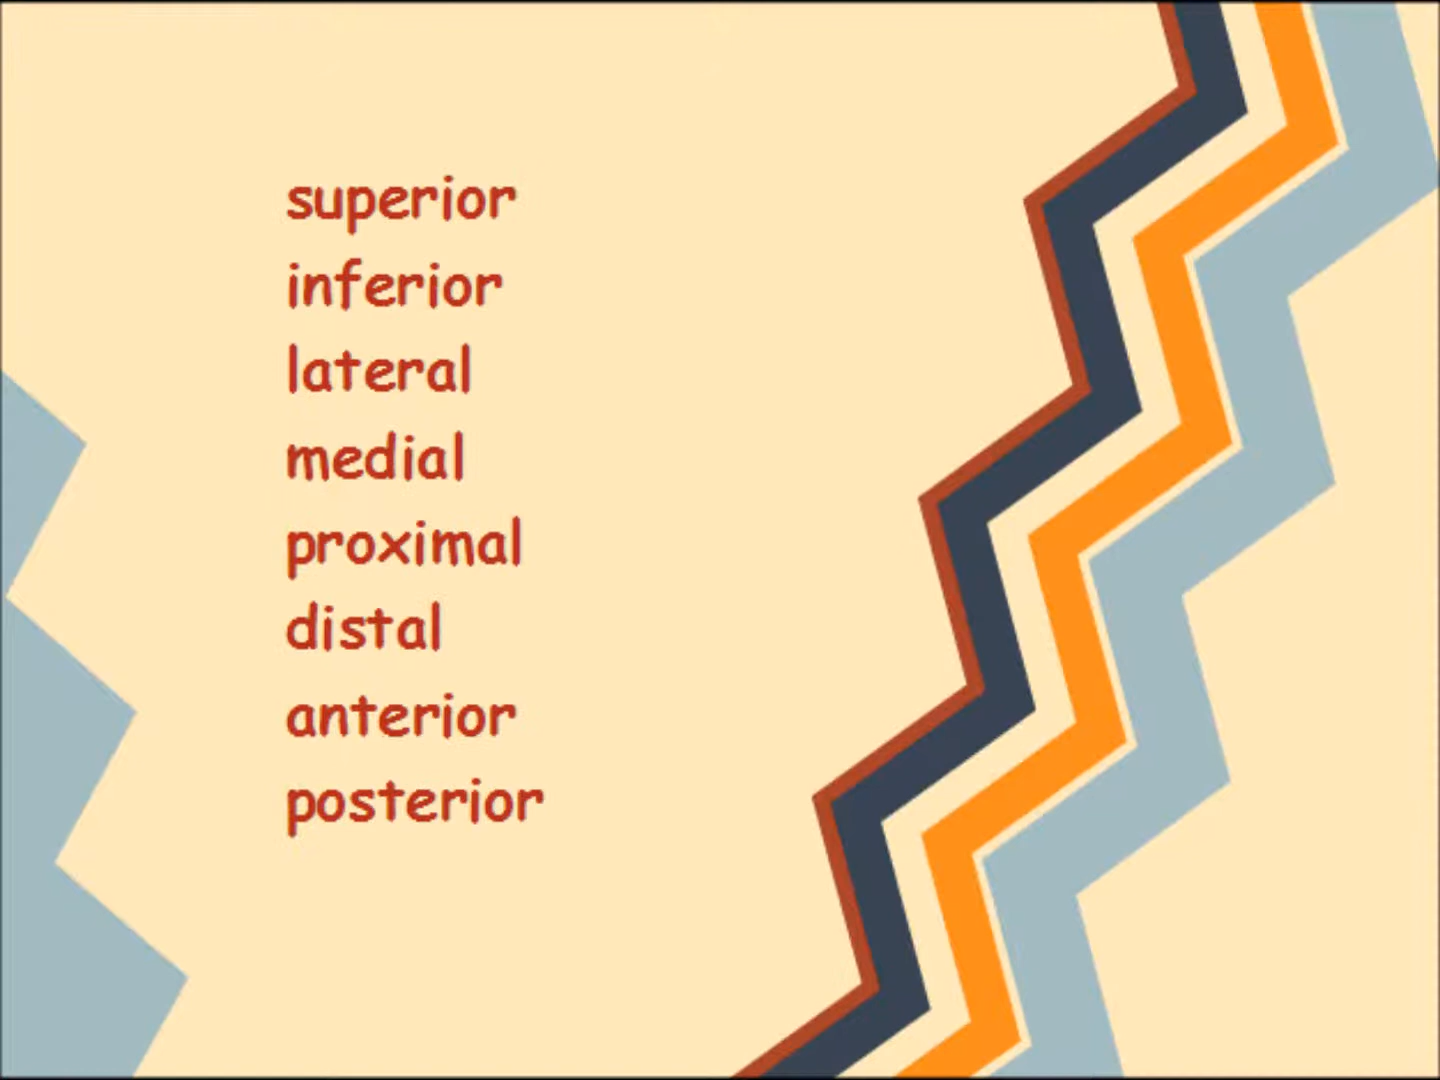 superior
inferior
lateral
medial
proximal
distal
anterior
posterior